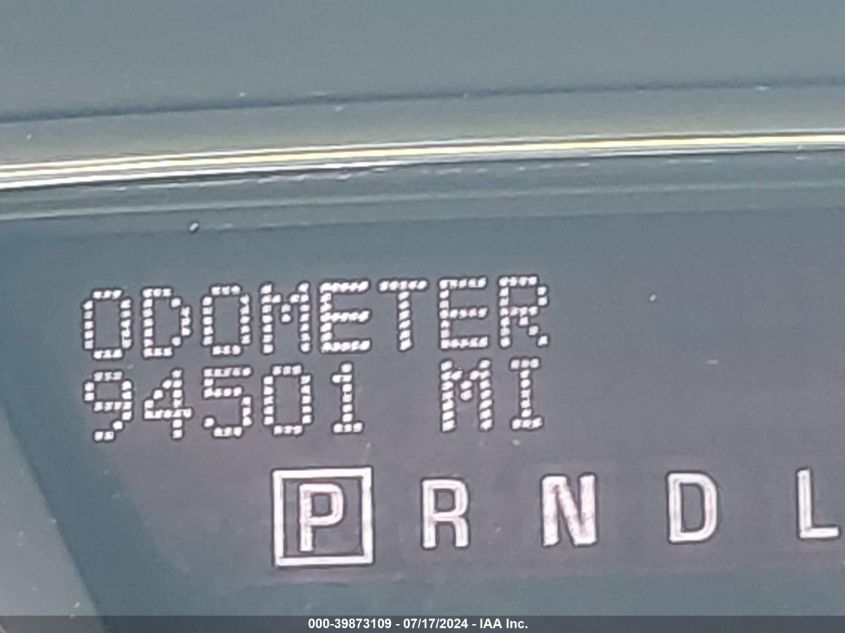 ODOMETER
94501 MI
P R N D L
000-39873109 - 07/17/2024 - IAA Inc.